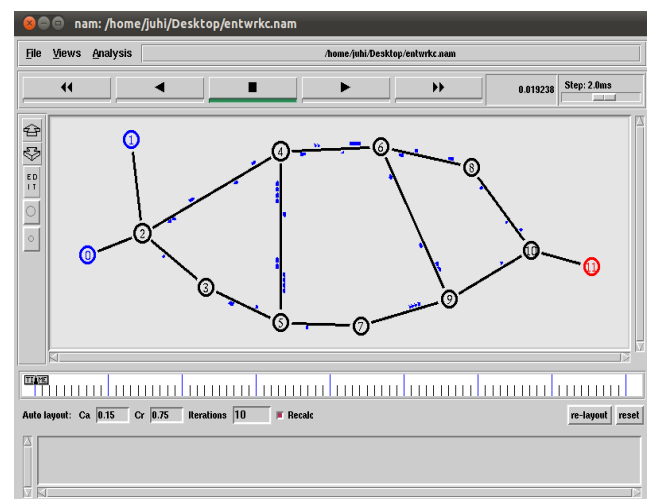 nam: /home/juhi/Desktop/entwrkc.nam
File Views Analysis /home/juhi/Desktop/entwrkc.nam
0.019238 Step: 2.0ms
E D
I T
1
4
6
8
2
0
10
11
3
9
5
7
TIME
Auto layout: Ca 0.15 Cr 0.75 Iterations 10 Recalc re-layout reset